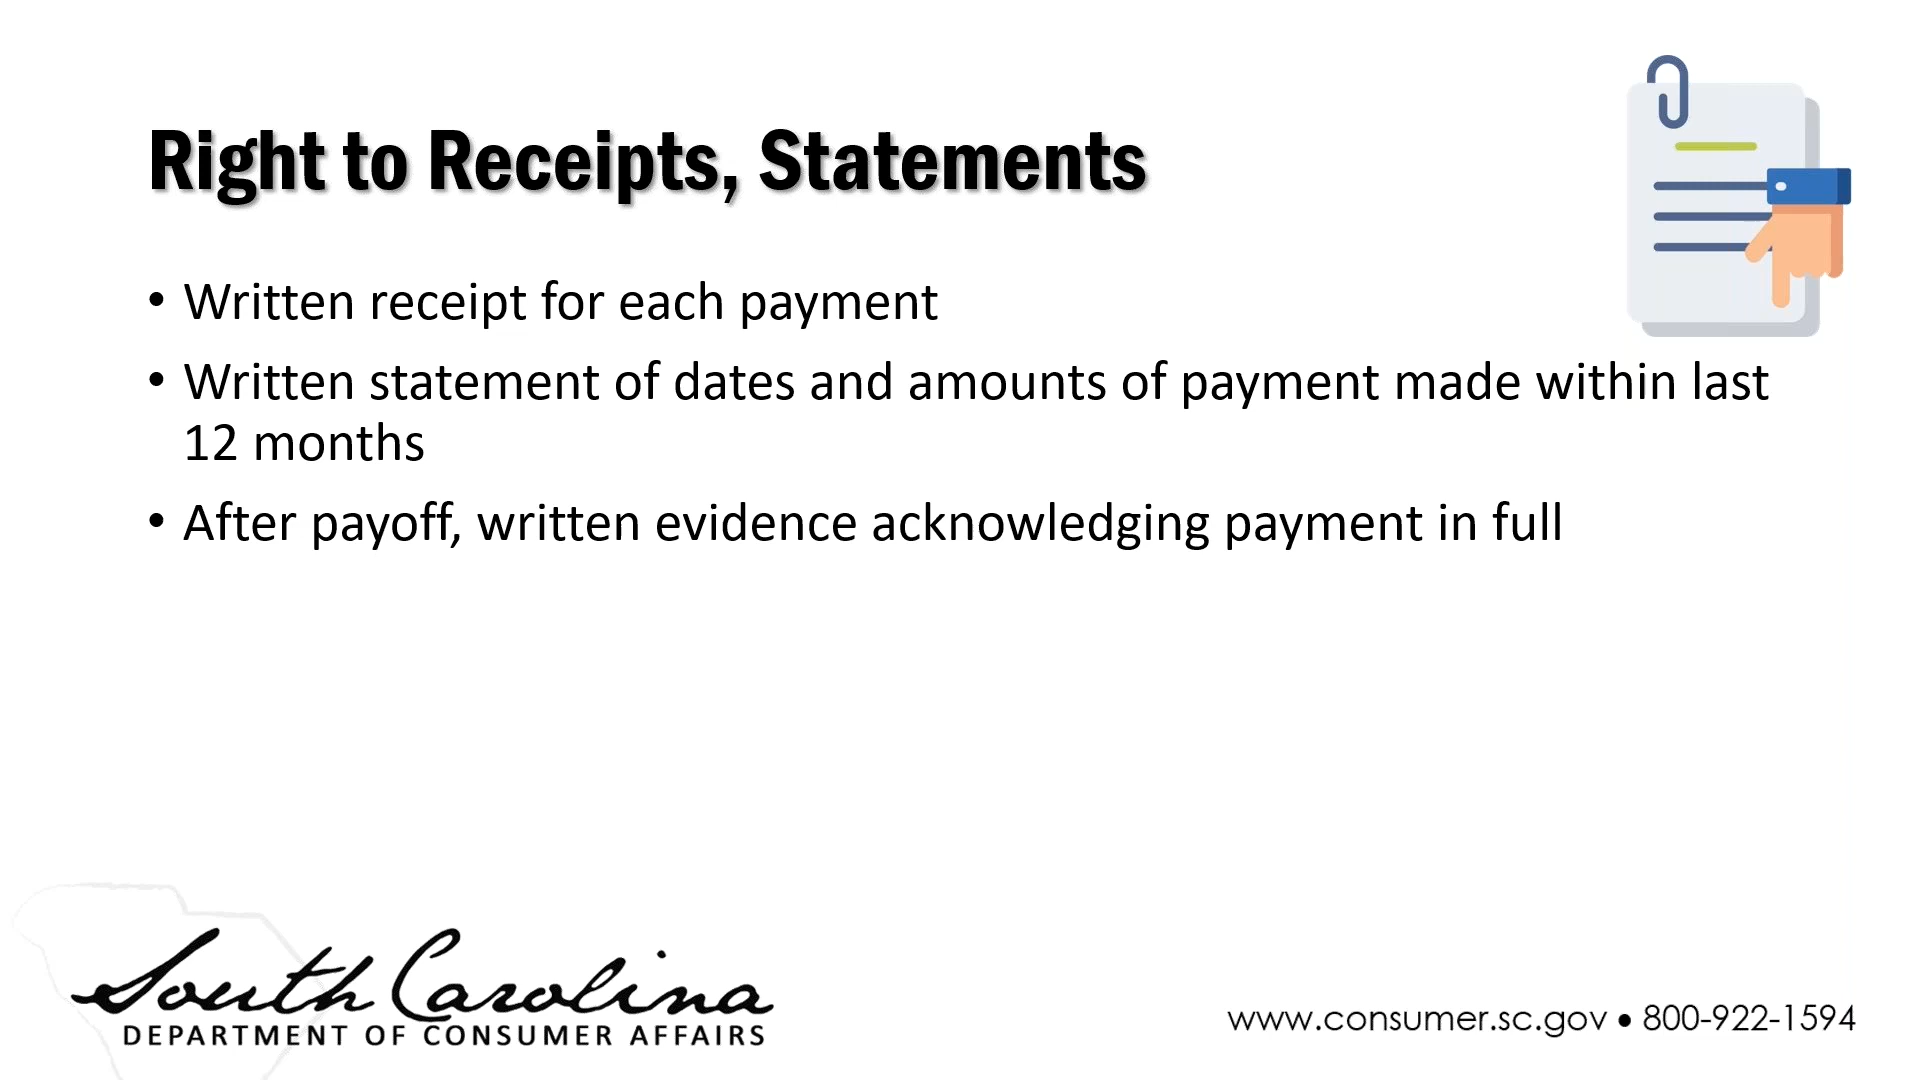 Right to Receipts, Statements
• Written receipt for each payment
• Written statement of dates and amounts of payment made within last
12 months
• After payoff, written evidence acknowledging payment in full
South Carolina
DEPARTMENT OF CONSUMER AFFAIRS
www.consumer.sc.gov • 800-922-1594